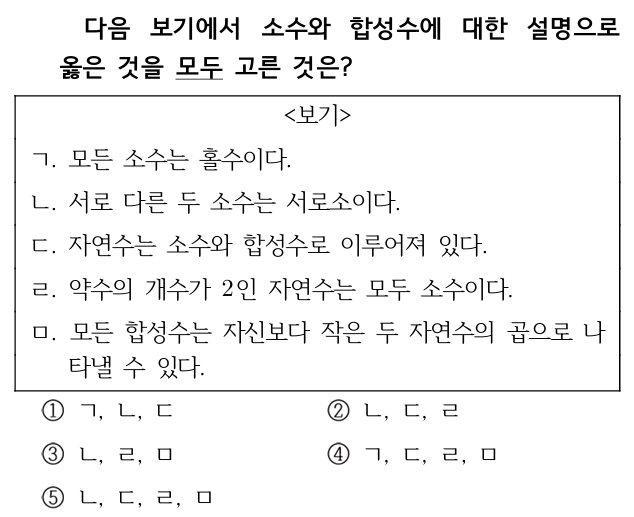 다음 보기에서 소수와 합성수에 대한 설명으로
옳은 것을 모두 고른 것은?
<보기>
ㄱ. 모든 소수는 홀수이다.
ㄴ. 서로 다른 두 소수는 서로소이다.
ㄷ. 자연수는 소수와 합성수로 이루어져 있다.
ㄹ. 약수의 개수가 2인 자연수는 모두 소수이다.
ㅁ. 모든 합성수는 자신보다 작은 두 자연수의 곱으로 나
타낼 수 있다.
① ㄱ, ㄴ, ㄷ ② ㄴ, ㄷ, ㄹ
③ ㄴ, ㄹ, ㅁ ④ ㄱ, ㄷ, ㄹ, ㅁ
⑤ ㄴ, ㄷ, ㄹ, ㅁ